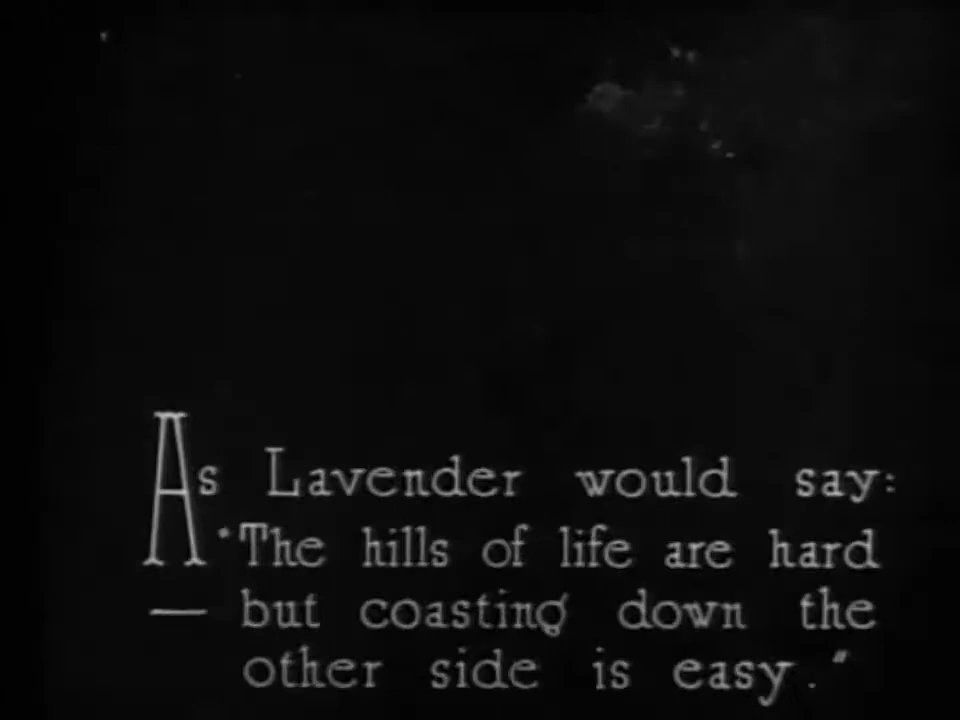 As Lavender would say:
"The hills of life are hard
— but coasting down the
other side is easy."